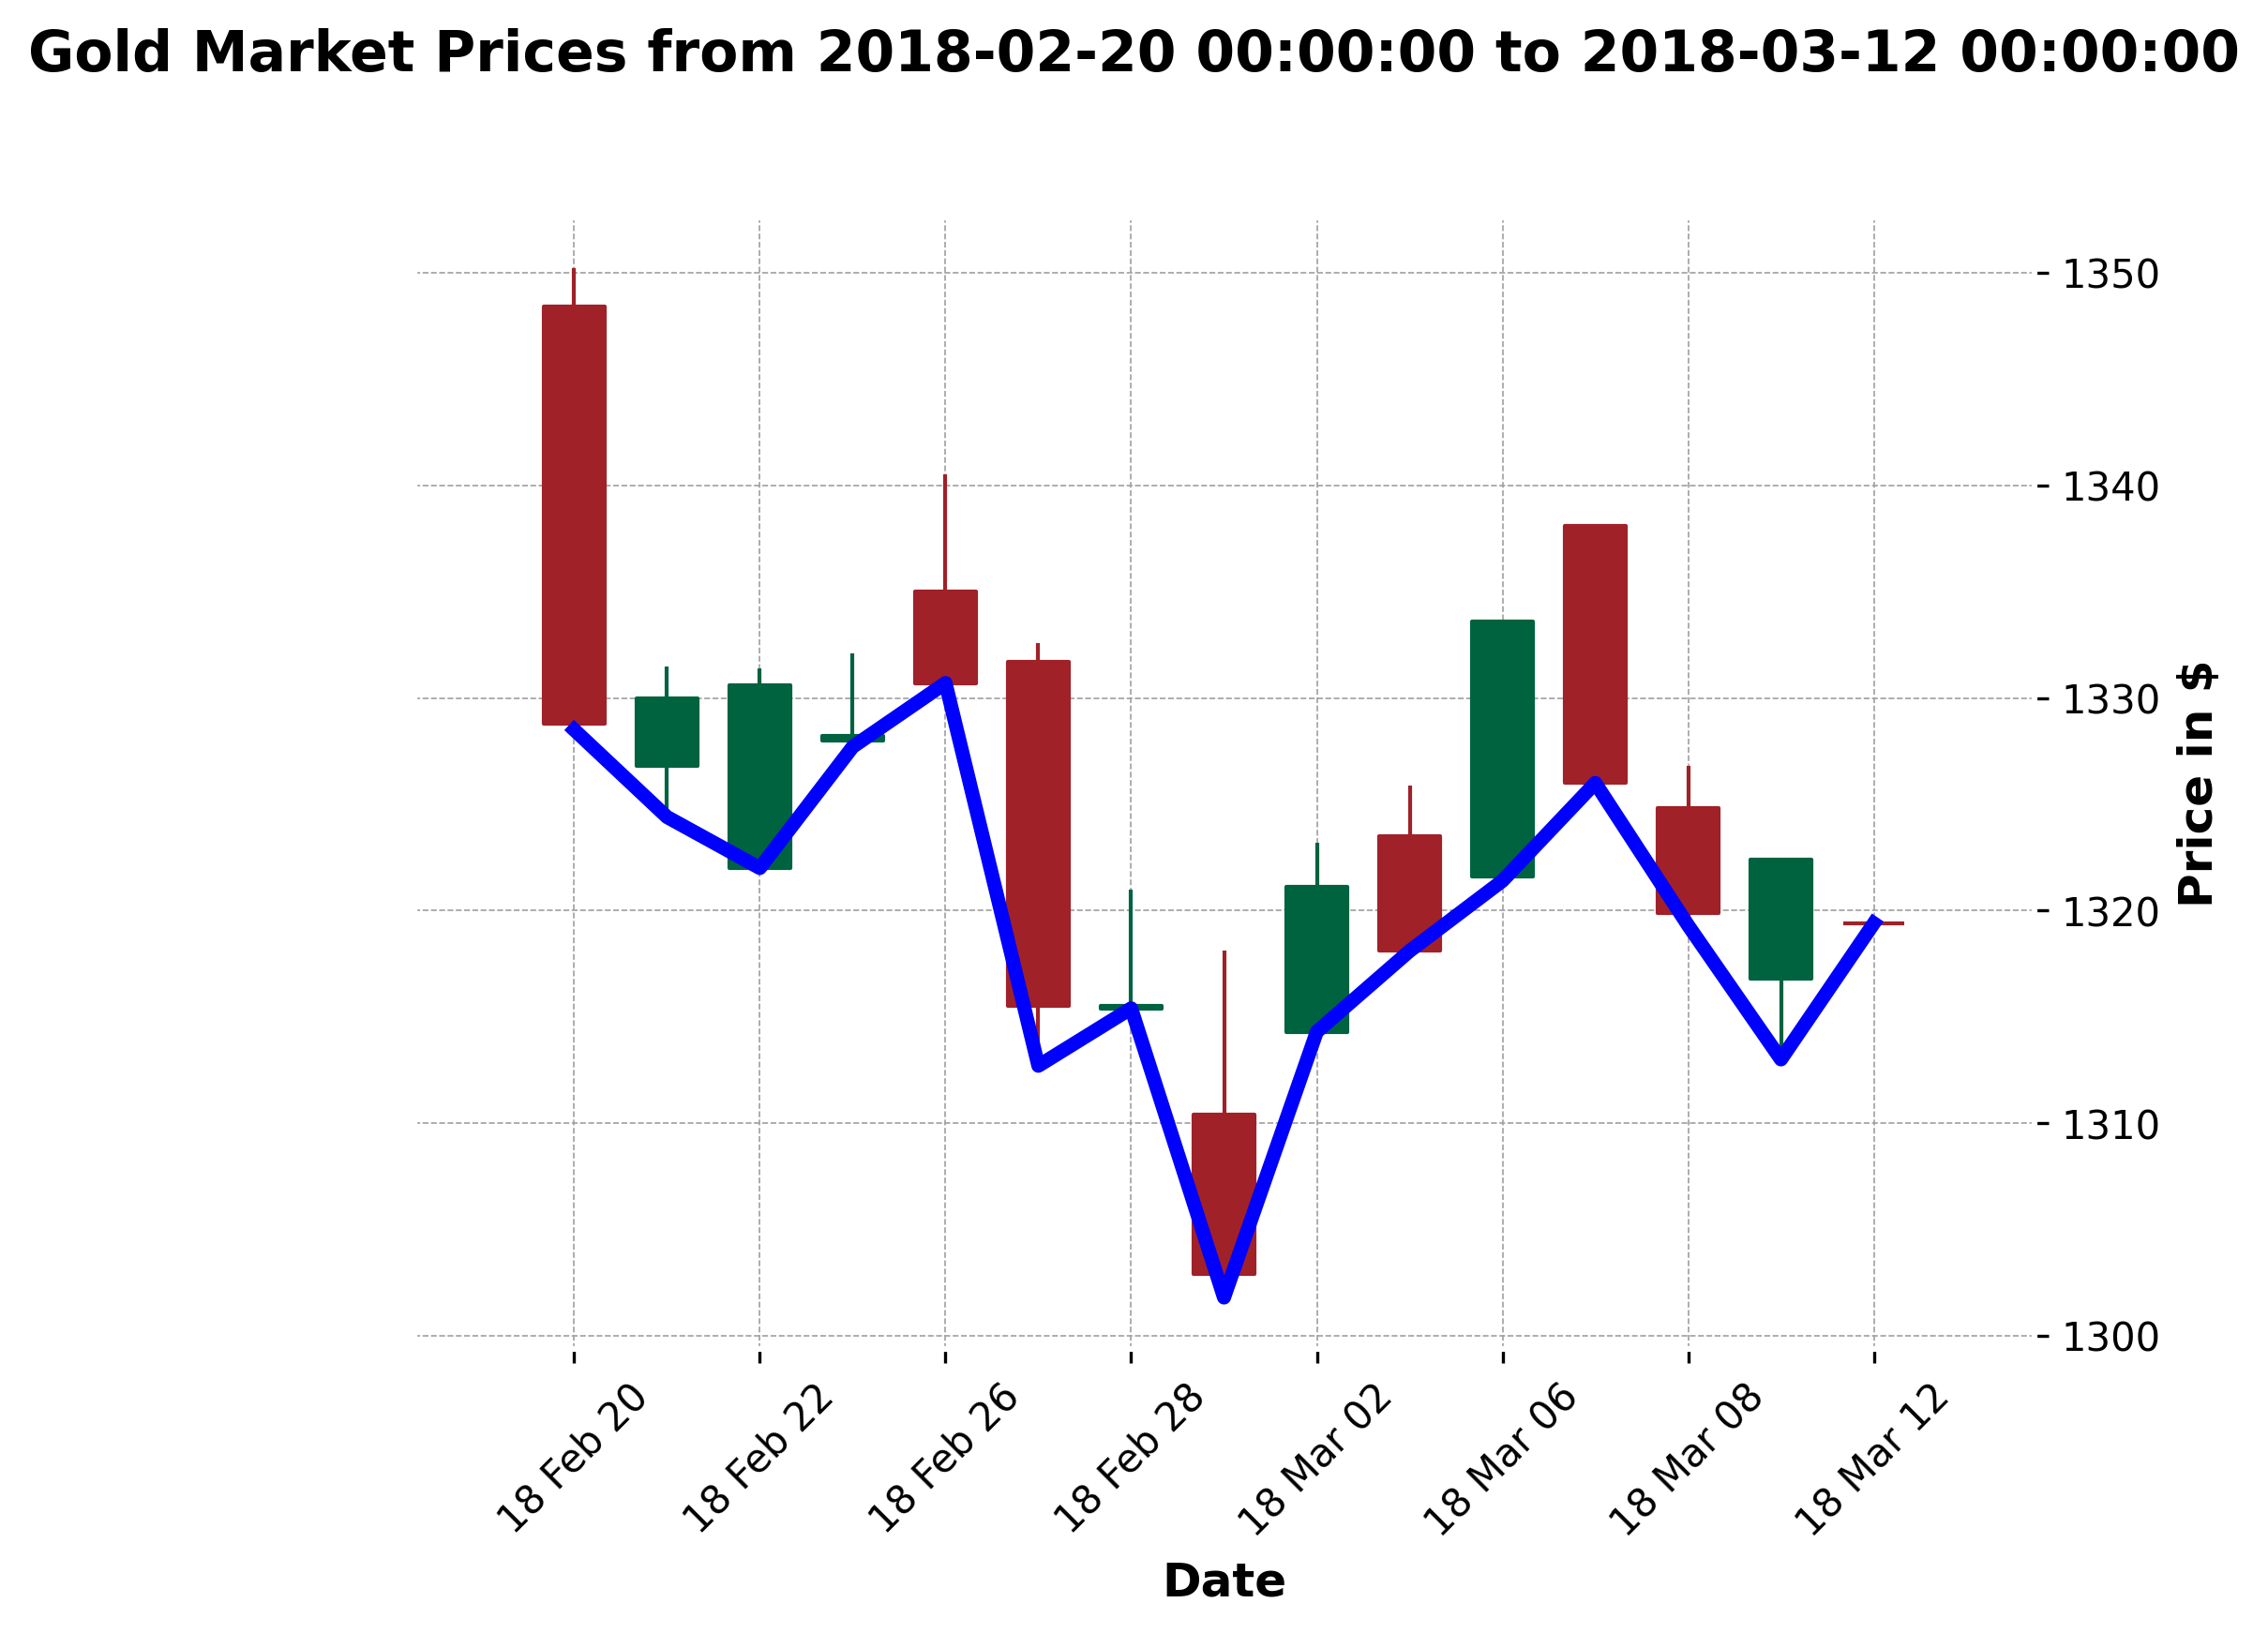 Gold Market Prices from 2018-02-20 00:00:00 to 2018-03-12 00:00:00
1350
1340
1330
1320
1310
1300
Price in $
18 Feb 20
18 Feb 22
18 Feb 26
18 Feb 28
18 Mar 02
18 Mar 06
18 Mar 08
18 Mar 12
Date